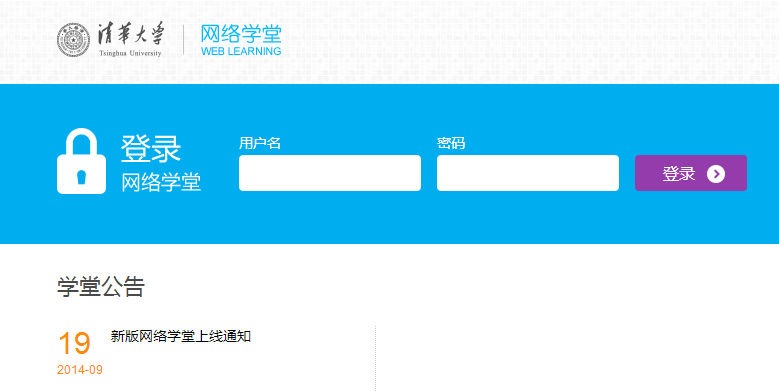 清華大学
Tsinghua University
网络学堂
WEB LEARNING
登录
网络学堂
用户名
密码
登录
学堂公告
19
新版网络学堂上线通知
2014-09